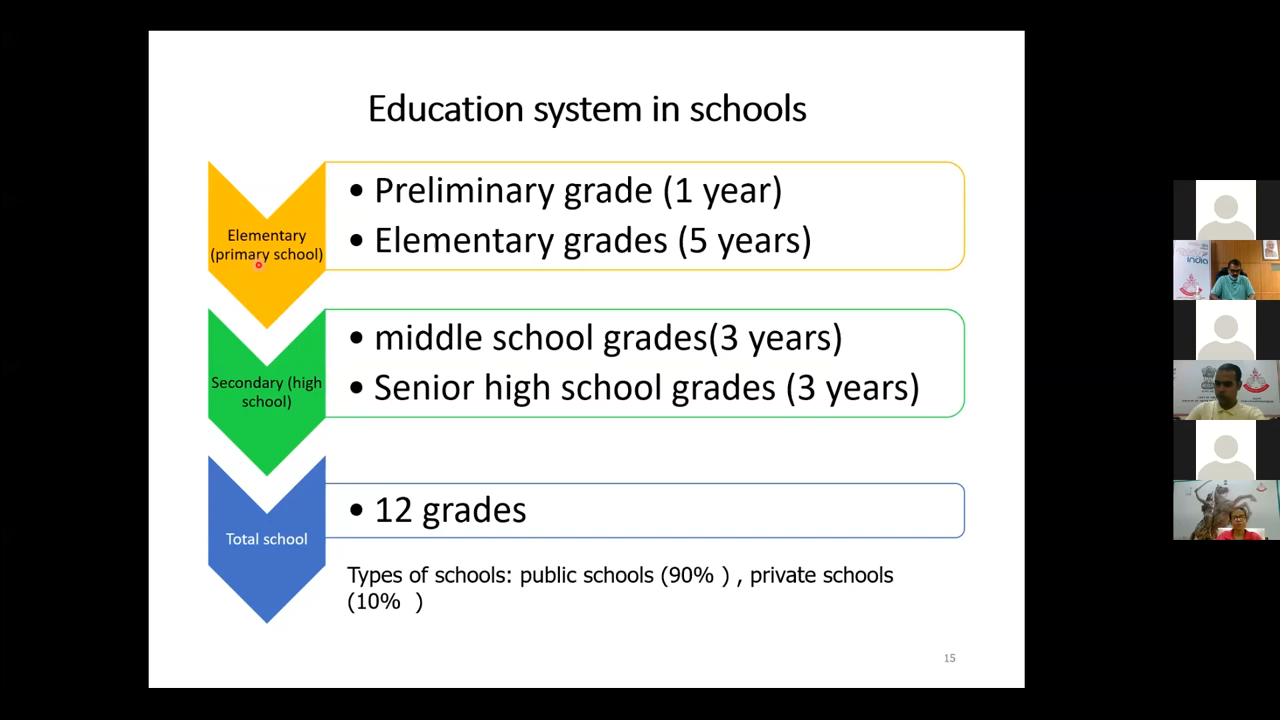 Education system in schools
• Preliminary grade (1 year)
• Elementary grades (5 years)
Elementary
(primary school)
• middle school grades(3 years)
• Senior high school grades (3 years)
Secondary (high
school)
• 12 grades
Total school
Types of schools: public schools (90% ) , private schools
(10%  )
15
india